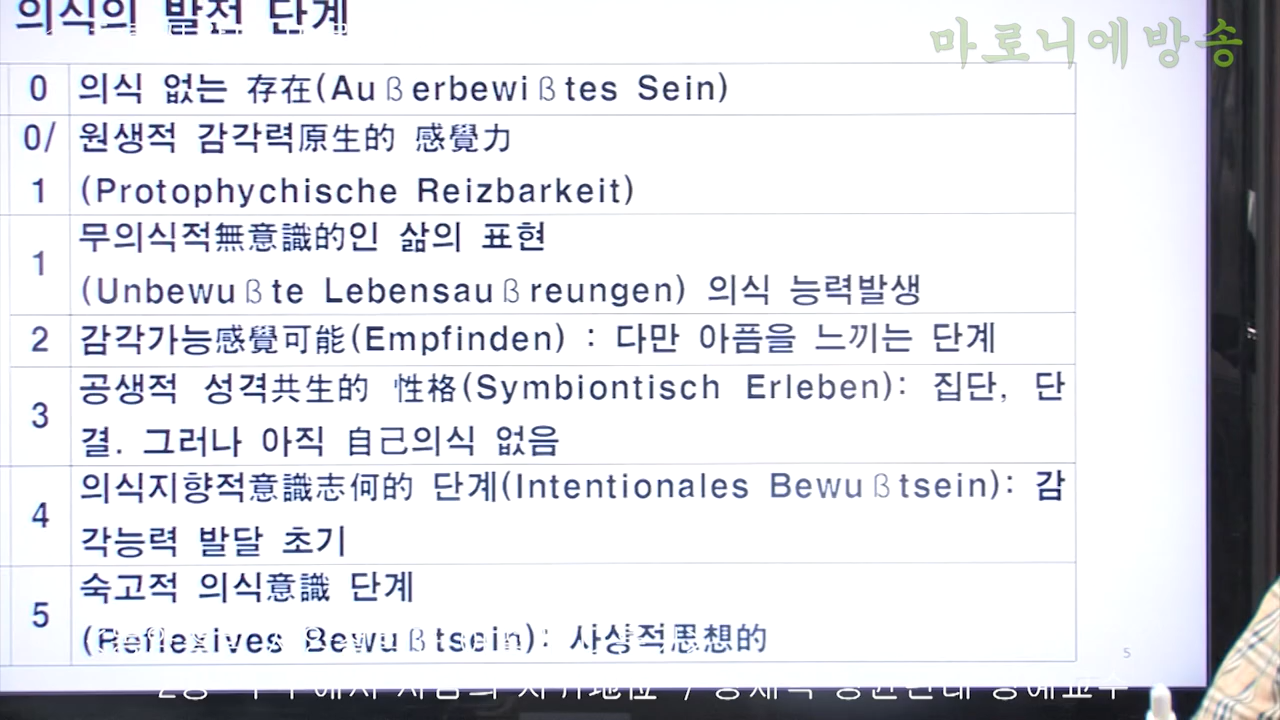 의식의 발전 단계
마로니에방송
0 의식 없는 存在(Außerbewißtes Sein)
0/ 원생적 감각력原生的 感覺力
1 (Protophychische Reizbarkeit)
1 무의식적無意識的인 삶의 표현
(Unbewußte Lebensaußreungen) 의식 능력발생
2 감각가능感覺可能(Empfinden) : 다만 아픔을 느끼는 단계
3 공생적 성격共生的 性格(Symbiontisch Erleben): 집단, 단
결. 그러나 아직 自己의식 없음
4 의식지향적意識志何的 단계(Intentionales Bewußtsein): 감
각능력 발달 초기
5 숙고적 의식意識 단계
(Reflexives Bewußtsein): 사상적思想的
5